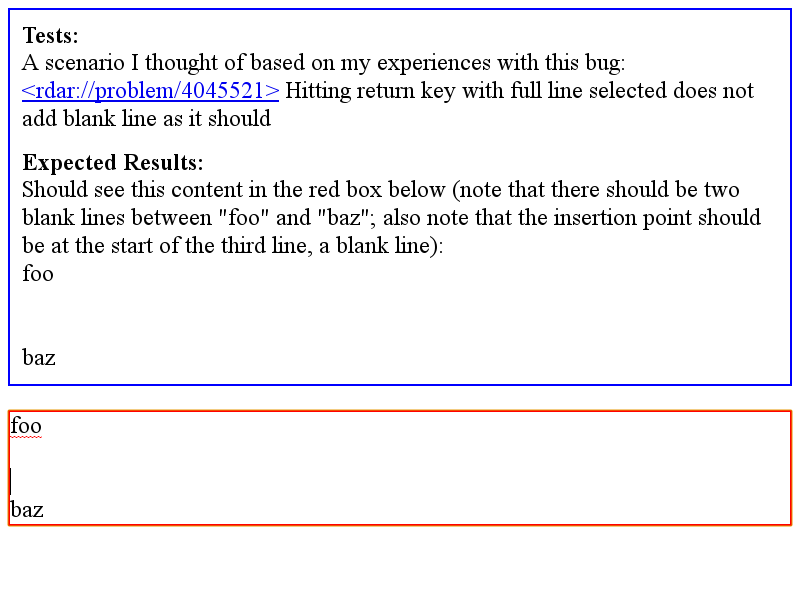 Tests:
A scenario I thought of based on my experiences with this bug:
<rdar://problem/4045521> Hitting return key with full line selected does not
add blank line as it should
Expected Results:
Should see this content in the red box below (note that there should be two
blank lines between "foo" and "baz"; also note that the insertion point should
be at the start of the third line, a blank line):
foo
baz
foo
baz